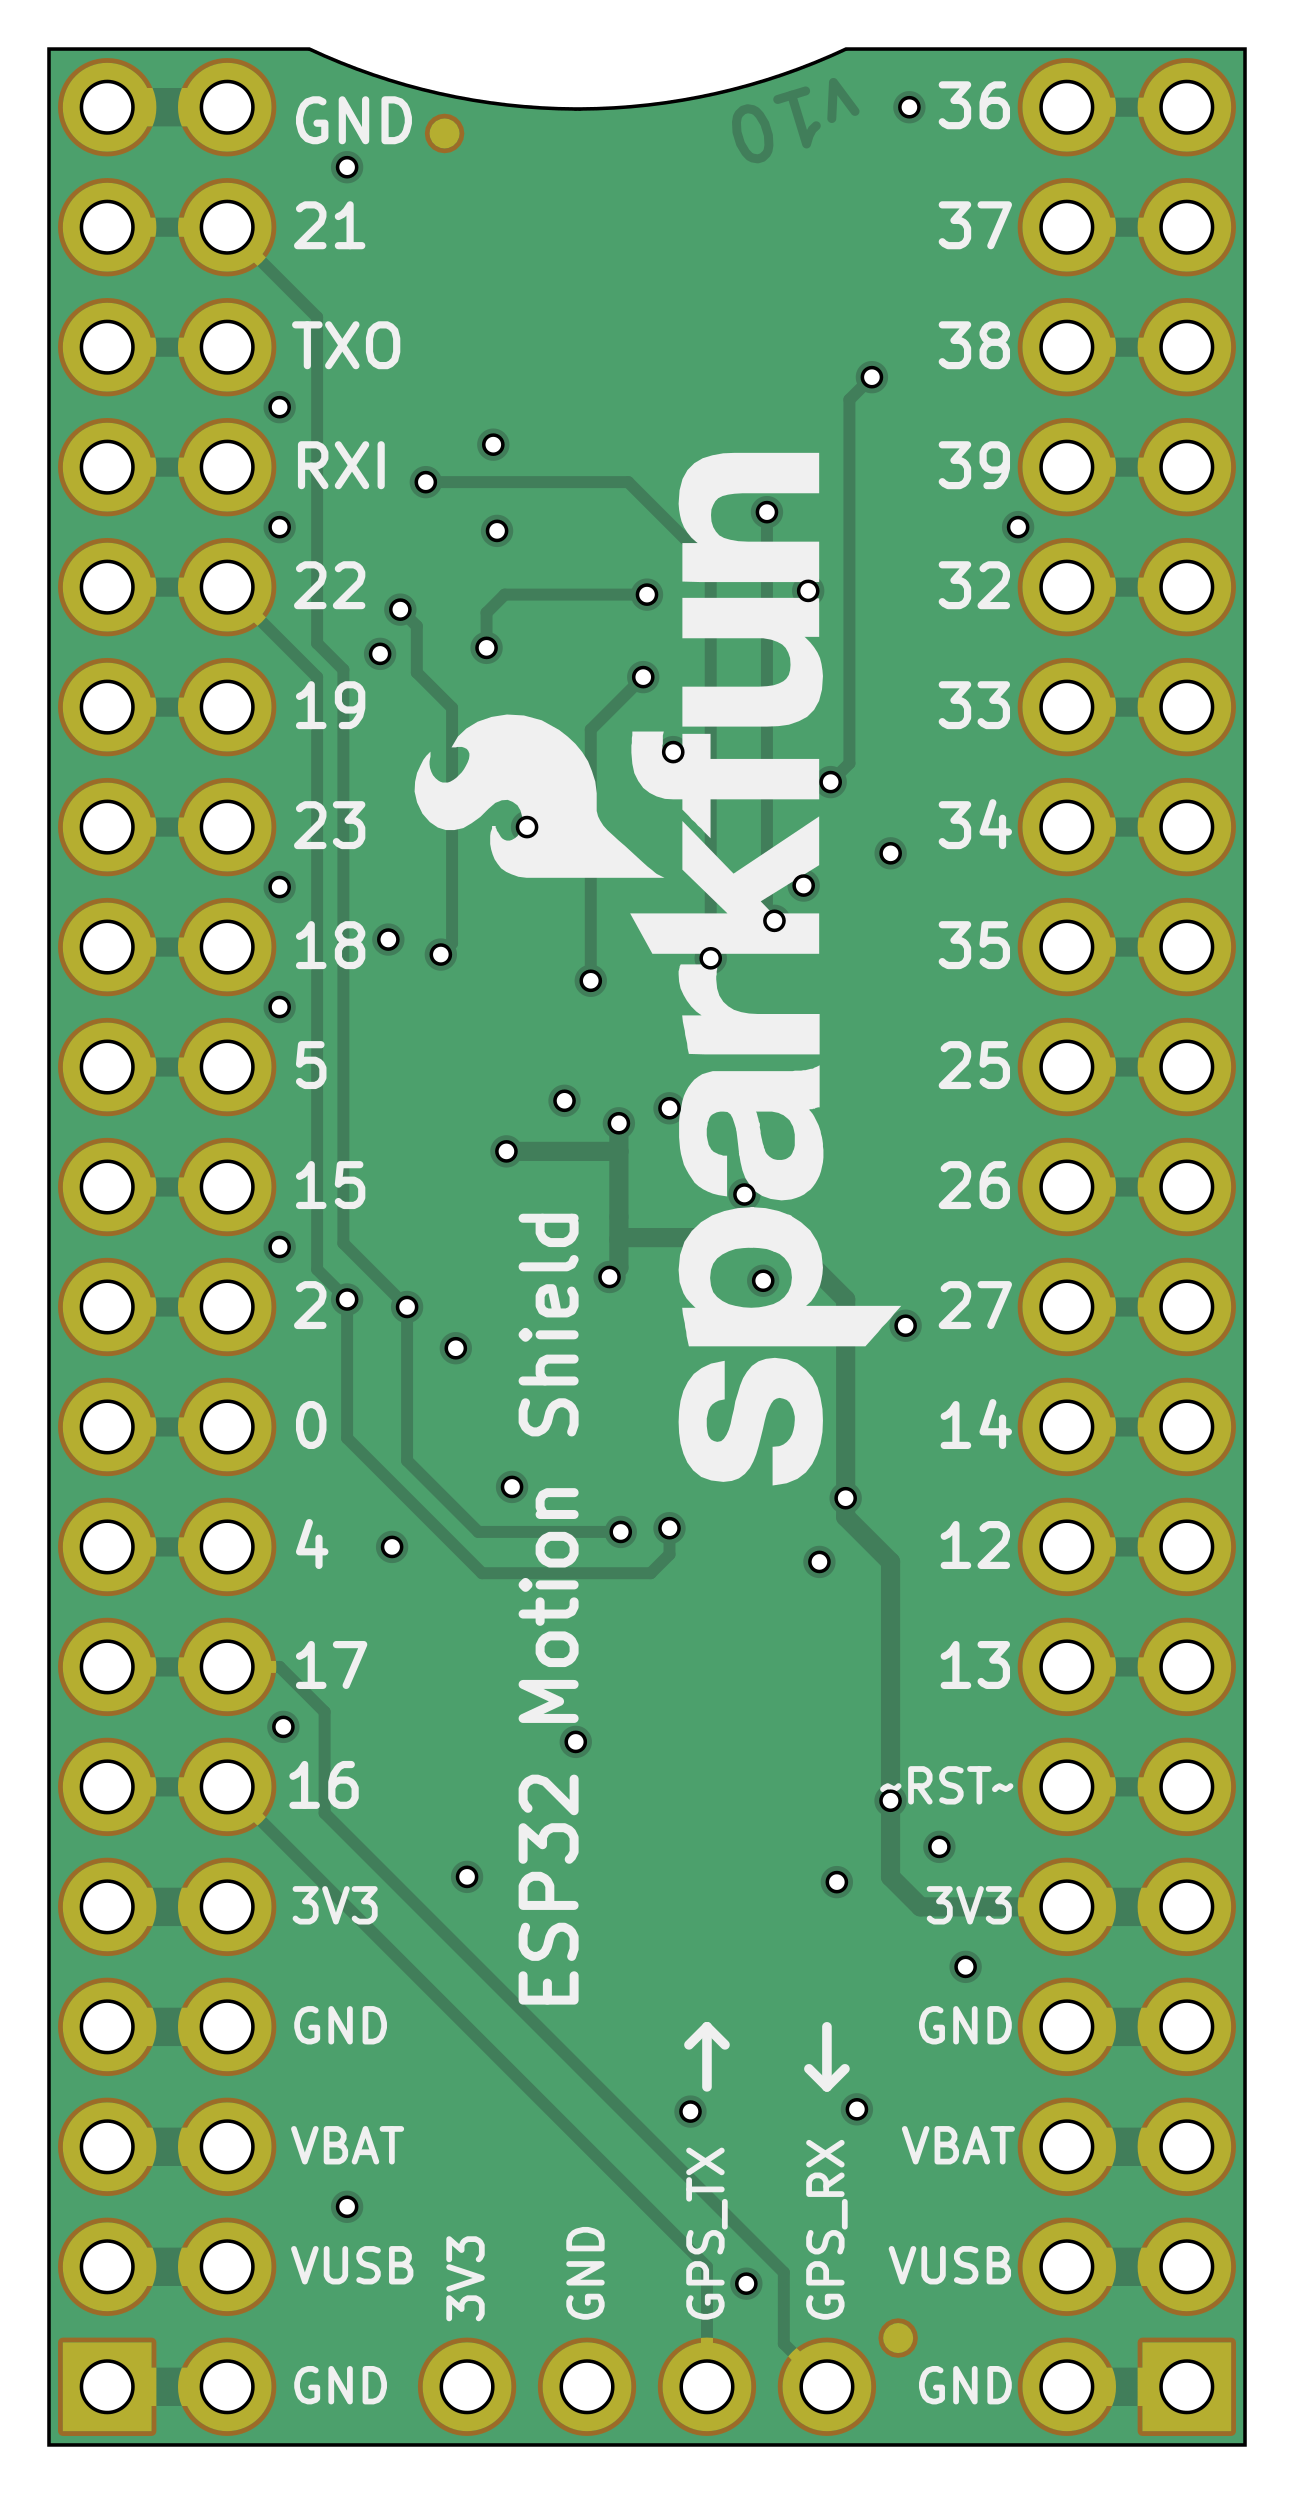 V10
GND
21
TXO
RXI
22
19
23
18
5
15
2
0
4
17
16
3V3
GND
VBAT
VUSB
GND
36
37
38
39
32
33
34
35
25
26
27
14
12
13
~RST~
3V3
GND
VBAT
VUSB
GND
sparkfun
ESP32 Motion Shield
3V3
GND
GPS_TX
GPS_RX